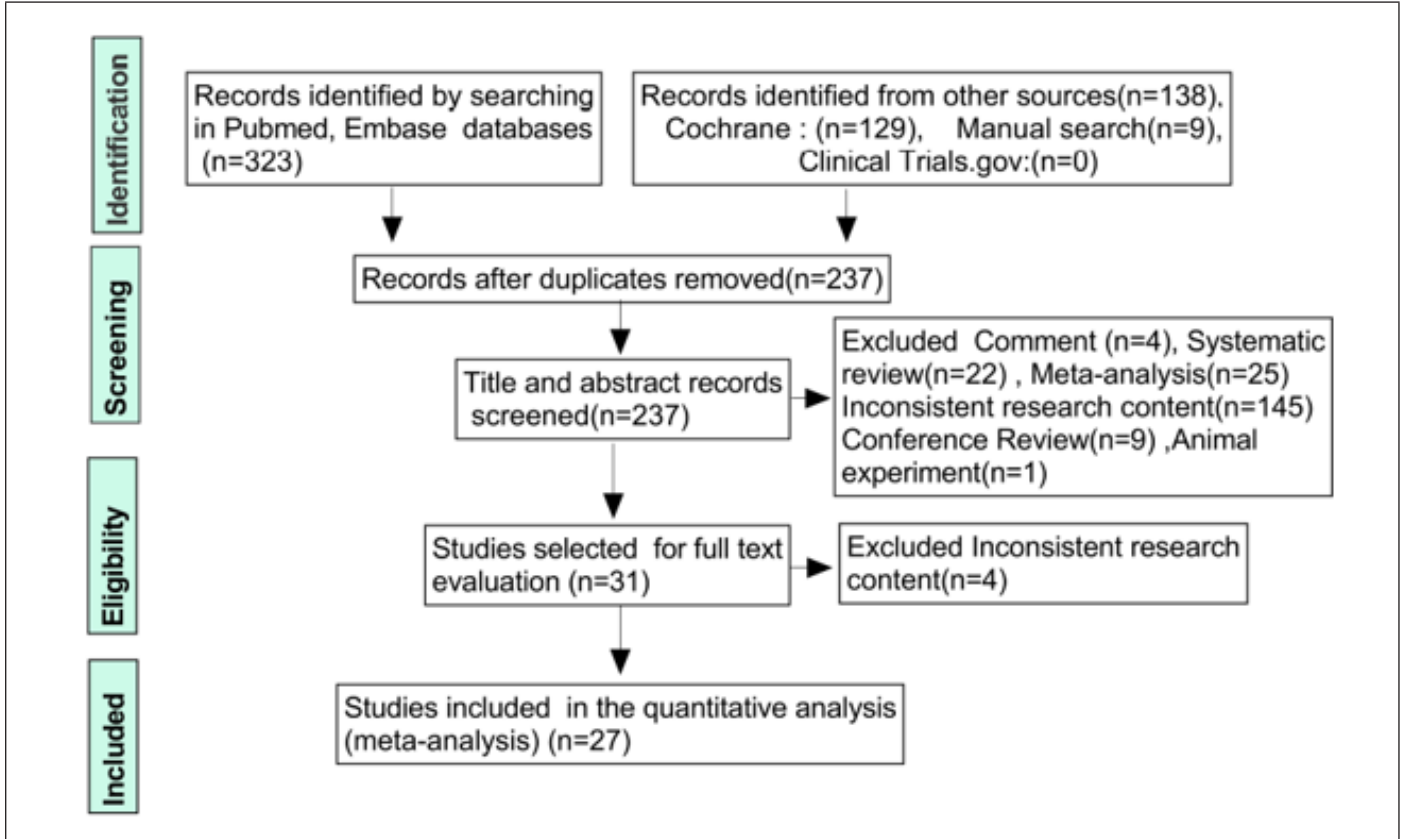 Identification
Records identified by searching
in Pubmed, Embase databases
(n=323)
Records identified from other sources(n=138),
Cochrane : (n=129), Manual search(n=9),
Clinical Trials.gov:(n=0)
Screening
Records after duplicates removed(n=237)
Title and abstract records
screened(n=237)
Excluded Comment (n=4), Systematic
review(n=22) , Meta-analysis(n=25)
Inconsistent research content(n=145)
Conference Review(n=9) ,Animal
experiment(n=1)
Eligibility
Studies selected for full text
evaluation (n=31)
Excluded Inconsistent research
content(n=4)
Included
Studies included in the quantitative analysis
(meta-analysis) (n=27)